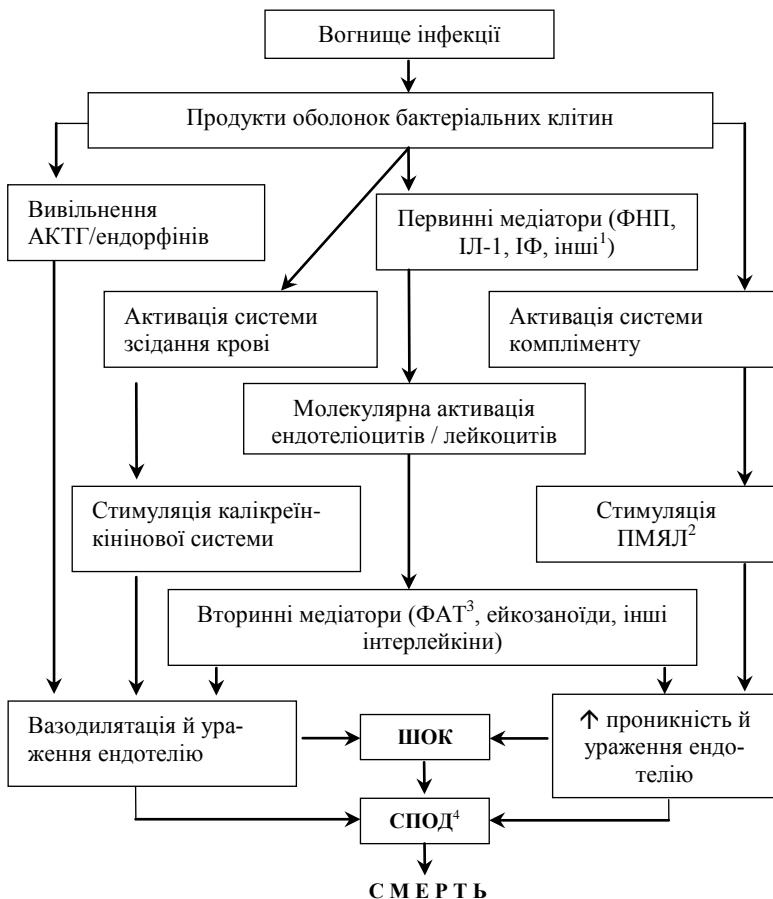 Вогнище інфекції
Продукти оболонок бактеріальних клітин
Вивільнення
АКТГ/ендорфінів
Первинні медіатори (ФНП,
ІЛ-1, ІФ, інші¹)
Активація системи
зсідання крові
Активація системи
компліменту
Молекулярна активація
ендотеліоцитів / лейкоцитів
Стимуляція калікреїн-
кінінової системи
Стимуляція
ПМЯЛ²
Вторинні медіатори (ФАТ³, ейкозаноїди, інші
інтерлейкіни)
Вазодилятація й ура-
ження ендотелію
ШОК
↑ проникність й
ураження ендо-
телію
СПОД⁴
С М Е Р Т Ь